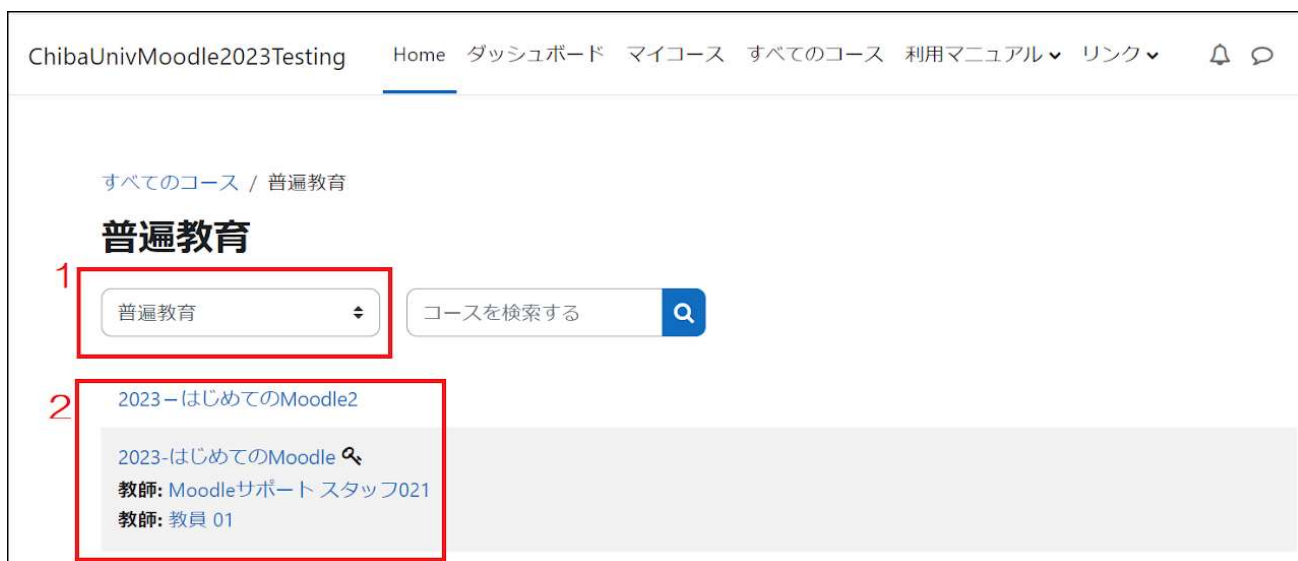 ChibaUnivMoodle2023Testing Home ダッシュボード マイコース すべてのコース 利用マニュアル リンク
すべてのコース / 普遍教育
普遍教育
1
普遍教育 コースを検索する
2
2023－はじめてのMoodle2
2023-はじめてのMoodle
教師: Moodleサポート スタッフ021
教師: 教員 01